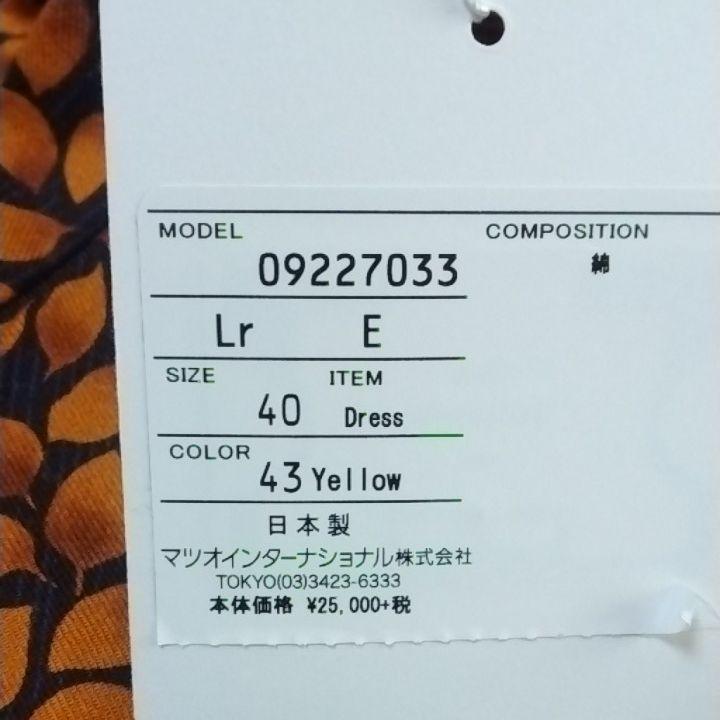 MODEL
09227033
COMPOSITION
綿
Lr E
SIZE ITEM
40 Dress
COLOR
43 Yellow
日本製
マツオインターナショナル株式会社
TOKYO(03)3423-6333
本体価格 ¥25,000+税